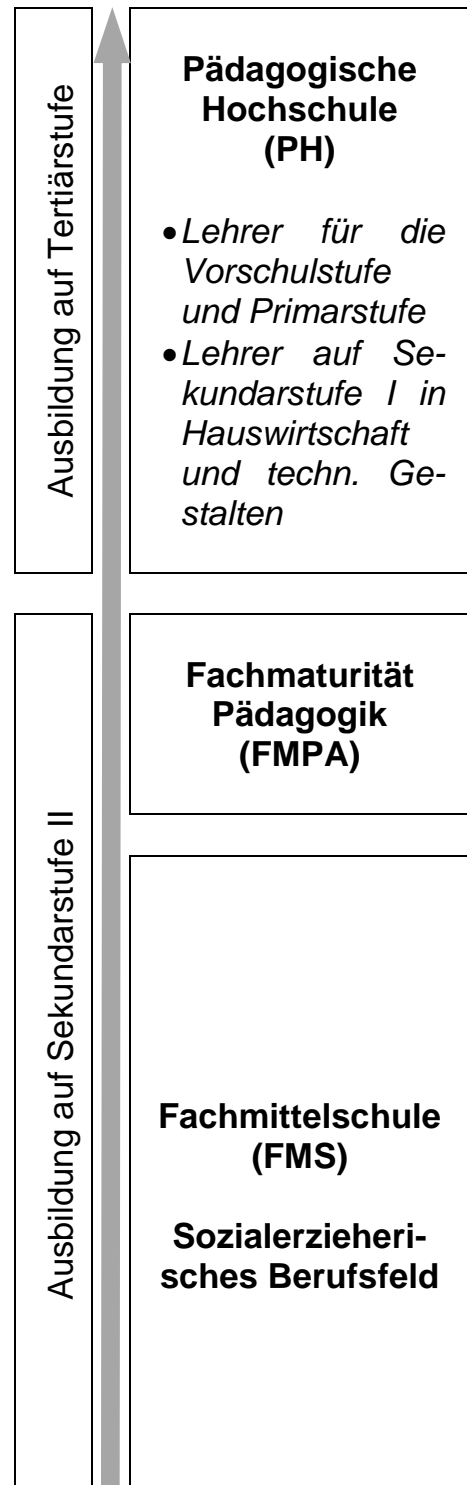 Ausbildung auf Tertiärstufe
Pädagogische
Hochschule
(PH)
• Lehrer für die
Vorschulstufe
und Primarstufe
• Lehrer auf Se-
kundarstufe I in
Hauswirtschaft
und techn. Ge-
stalten
Ausbildung auf Sekundarstufe II
Fachmaturität
Pädagogik
(FMPA)
Fachmittelschule
(FMS)
Sozialerzieheri-
sches Berufsfeld